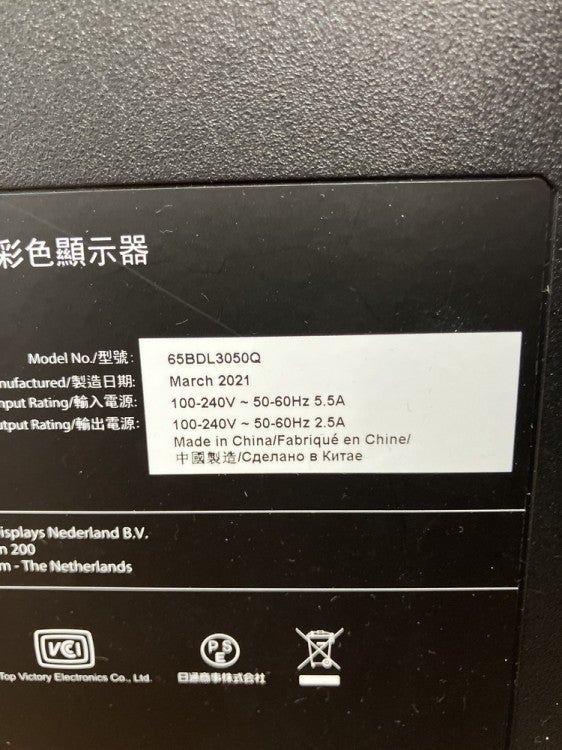 彩色顯示器
Model No./型號: 65BDL3050Q
nufactured/製造日期: March 2021
nput Rating/輸入電源: 100-240V ~ 50-60Hz 5.5A
utput Rating/輸出電源: 100-240V ~ 50-60Hz 2.5A
Made in China/Fabriqué en Chine/
中國製造/Сделано в Китае
isplays Nederland B.V.
n 200
m - The Netherlands
VCI
PSE
Top Victory Electronics Co., Ltd.
日通商事株式会社